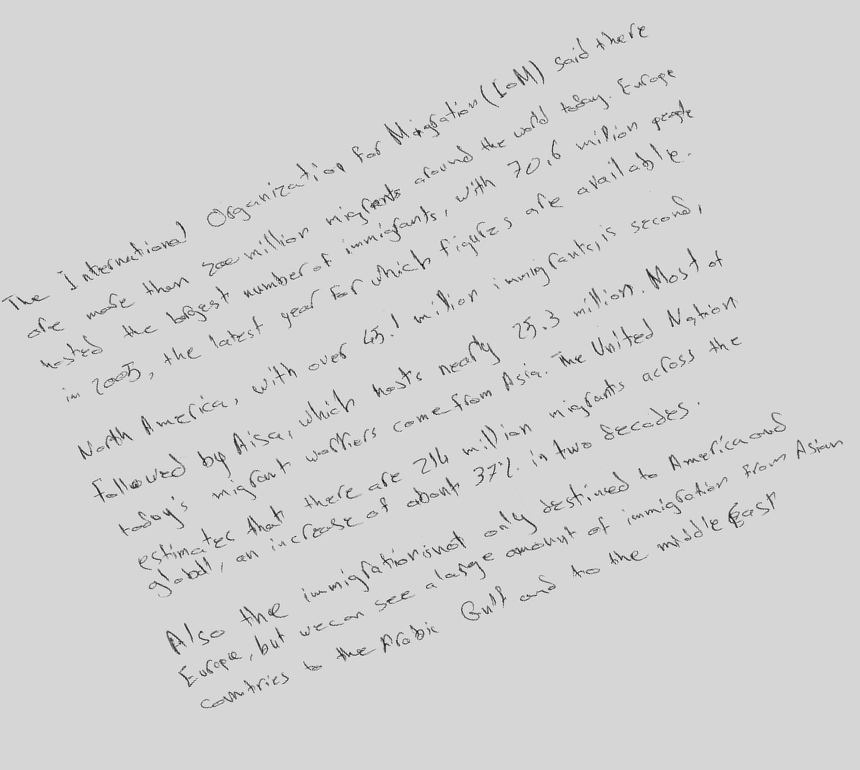 The International Organization for Migration (IOM) said there
are more than 200 million migrants around the world today. Europe
hosted the largest number of immigrants, with 70.6 million people
in 2005, the latest year for which figures are available.
North America, with over 45.1 million immigrants, is second,
followed by Aisa, which hosts nearly 25.3 million. Most of
today's migrant workers come from Asia. The United Nation
estimates that there are 214 million migrants across the
globall, an increase of about 37% in two decades.
Also the immigration is not only destined to America and
Europe, but we can see a large amount of immigration from Asian
countries to the Arabic Gulf and to the middle East